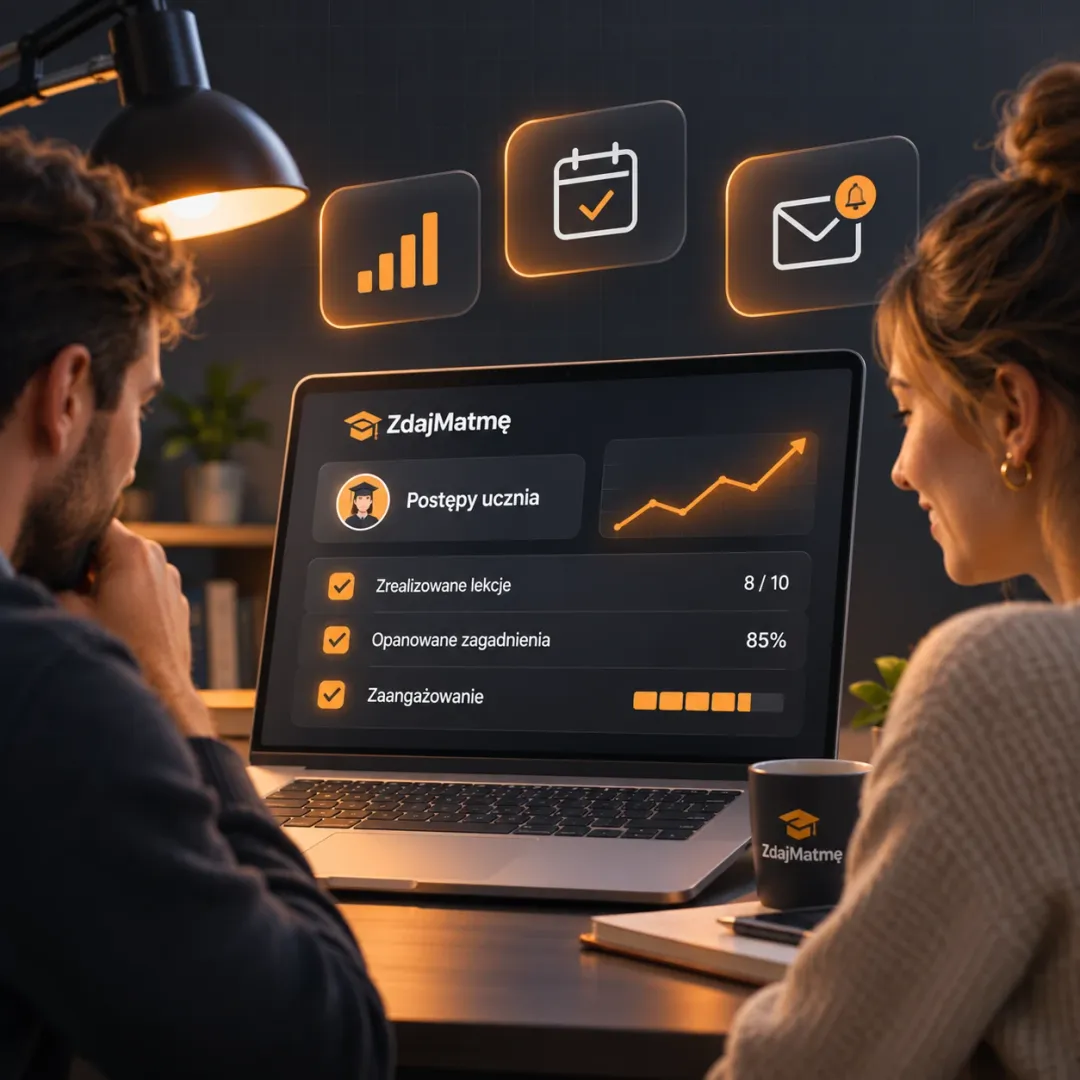 ZdajMatmę
Postępy ucznia
Zrealizowane lekcje 8 / 10
Opanowane zagadnienia 85%
Zaangażowanie
ZdajMatmę